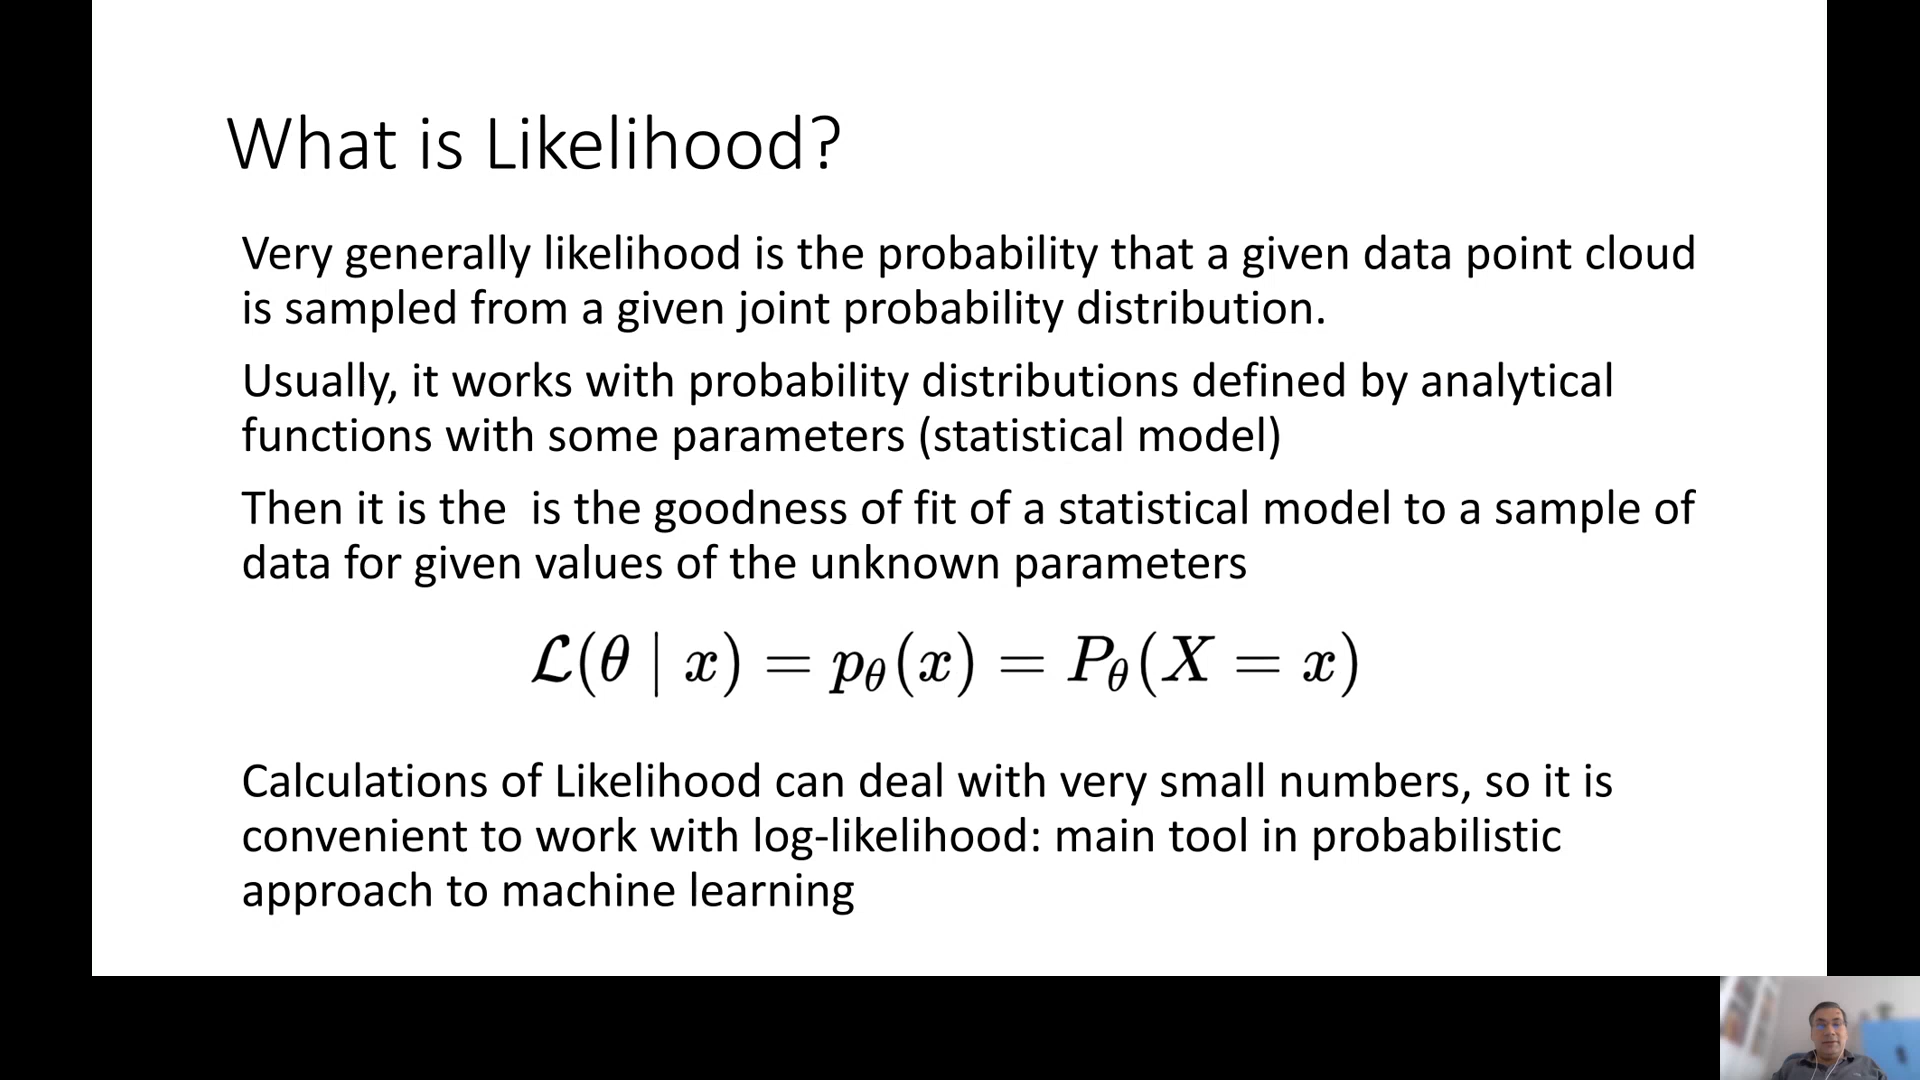 What is Likelihood?
Very generally likelihood is the probability that a given data point cloud
is sampled from a given joint probability distribution.
Usually, it works with probability distributions defined by analytical
functions with some parameters (statistical model)
Then it is the  is the goodness of fit of a statistical model to a sample of
data for given values of the unknown parameters
ℒ(θ | x) = pθ(x) = Pθ(X = x)
Calculations of Likelihood can deal with very small numbers, so it is
convenient to work with log-likelihood: main tool in probabilistic
approach to machine learning